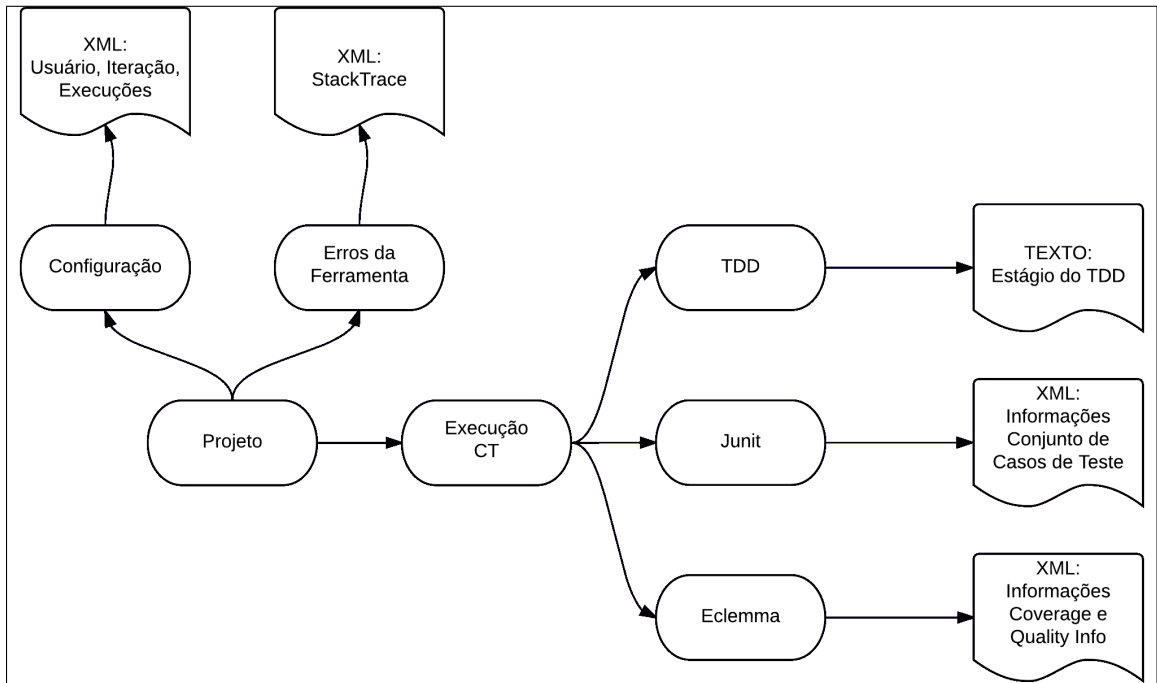 XML:
Usuário, Iteração,
Execuções
XML:
StackTrace
Configuração
Erros da
Ferramenta
TDD
TEXTO:
Estágio do TDD
Projeto
Execução
CT
Junit
XML:
Informações
Conjunto de
Casos de Teste
Eclemma
XML:
Informações
Coverage e
Quality Info